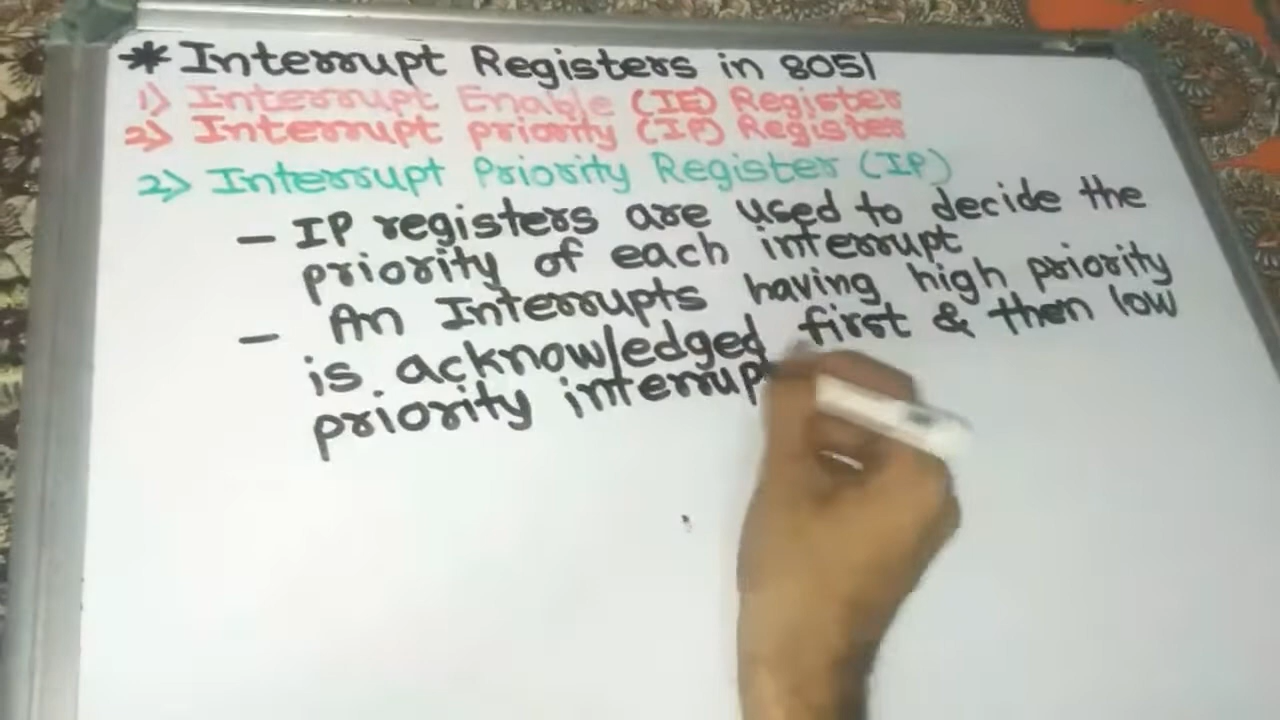 * Interrupt Registers in 8051
1) Interrupt Enable (IE) Register
2) Interrupt priority (IP) Register
2) Interrupt Priority Register (IP)
- IP registers are used to decide the
priority of each interrupt
- An Interrupts having high priority
is acknowledged first & then low
priority interrupt